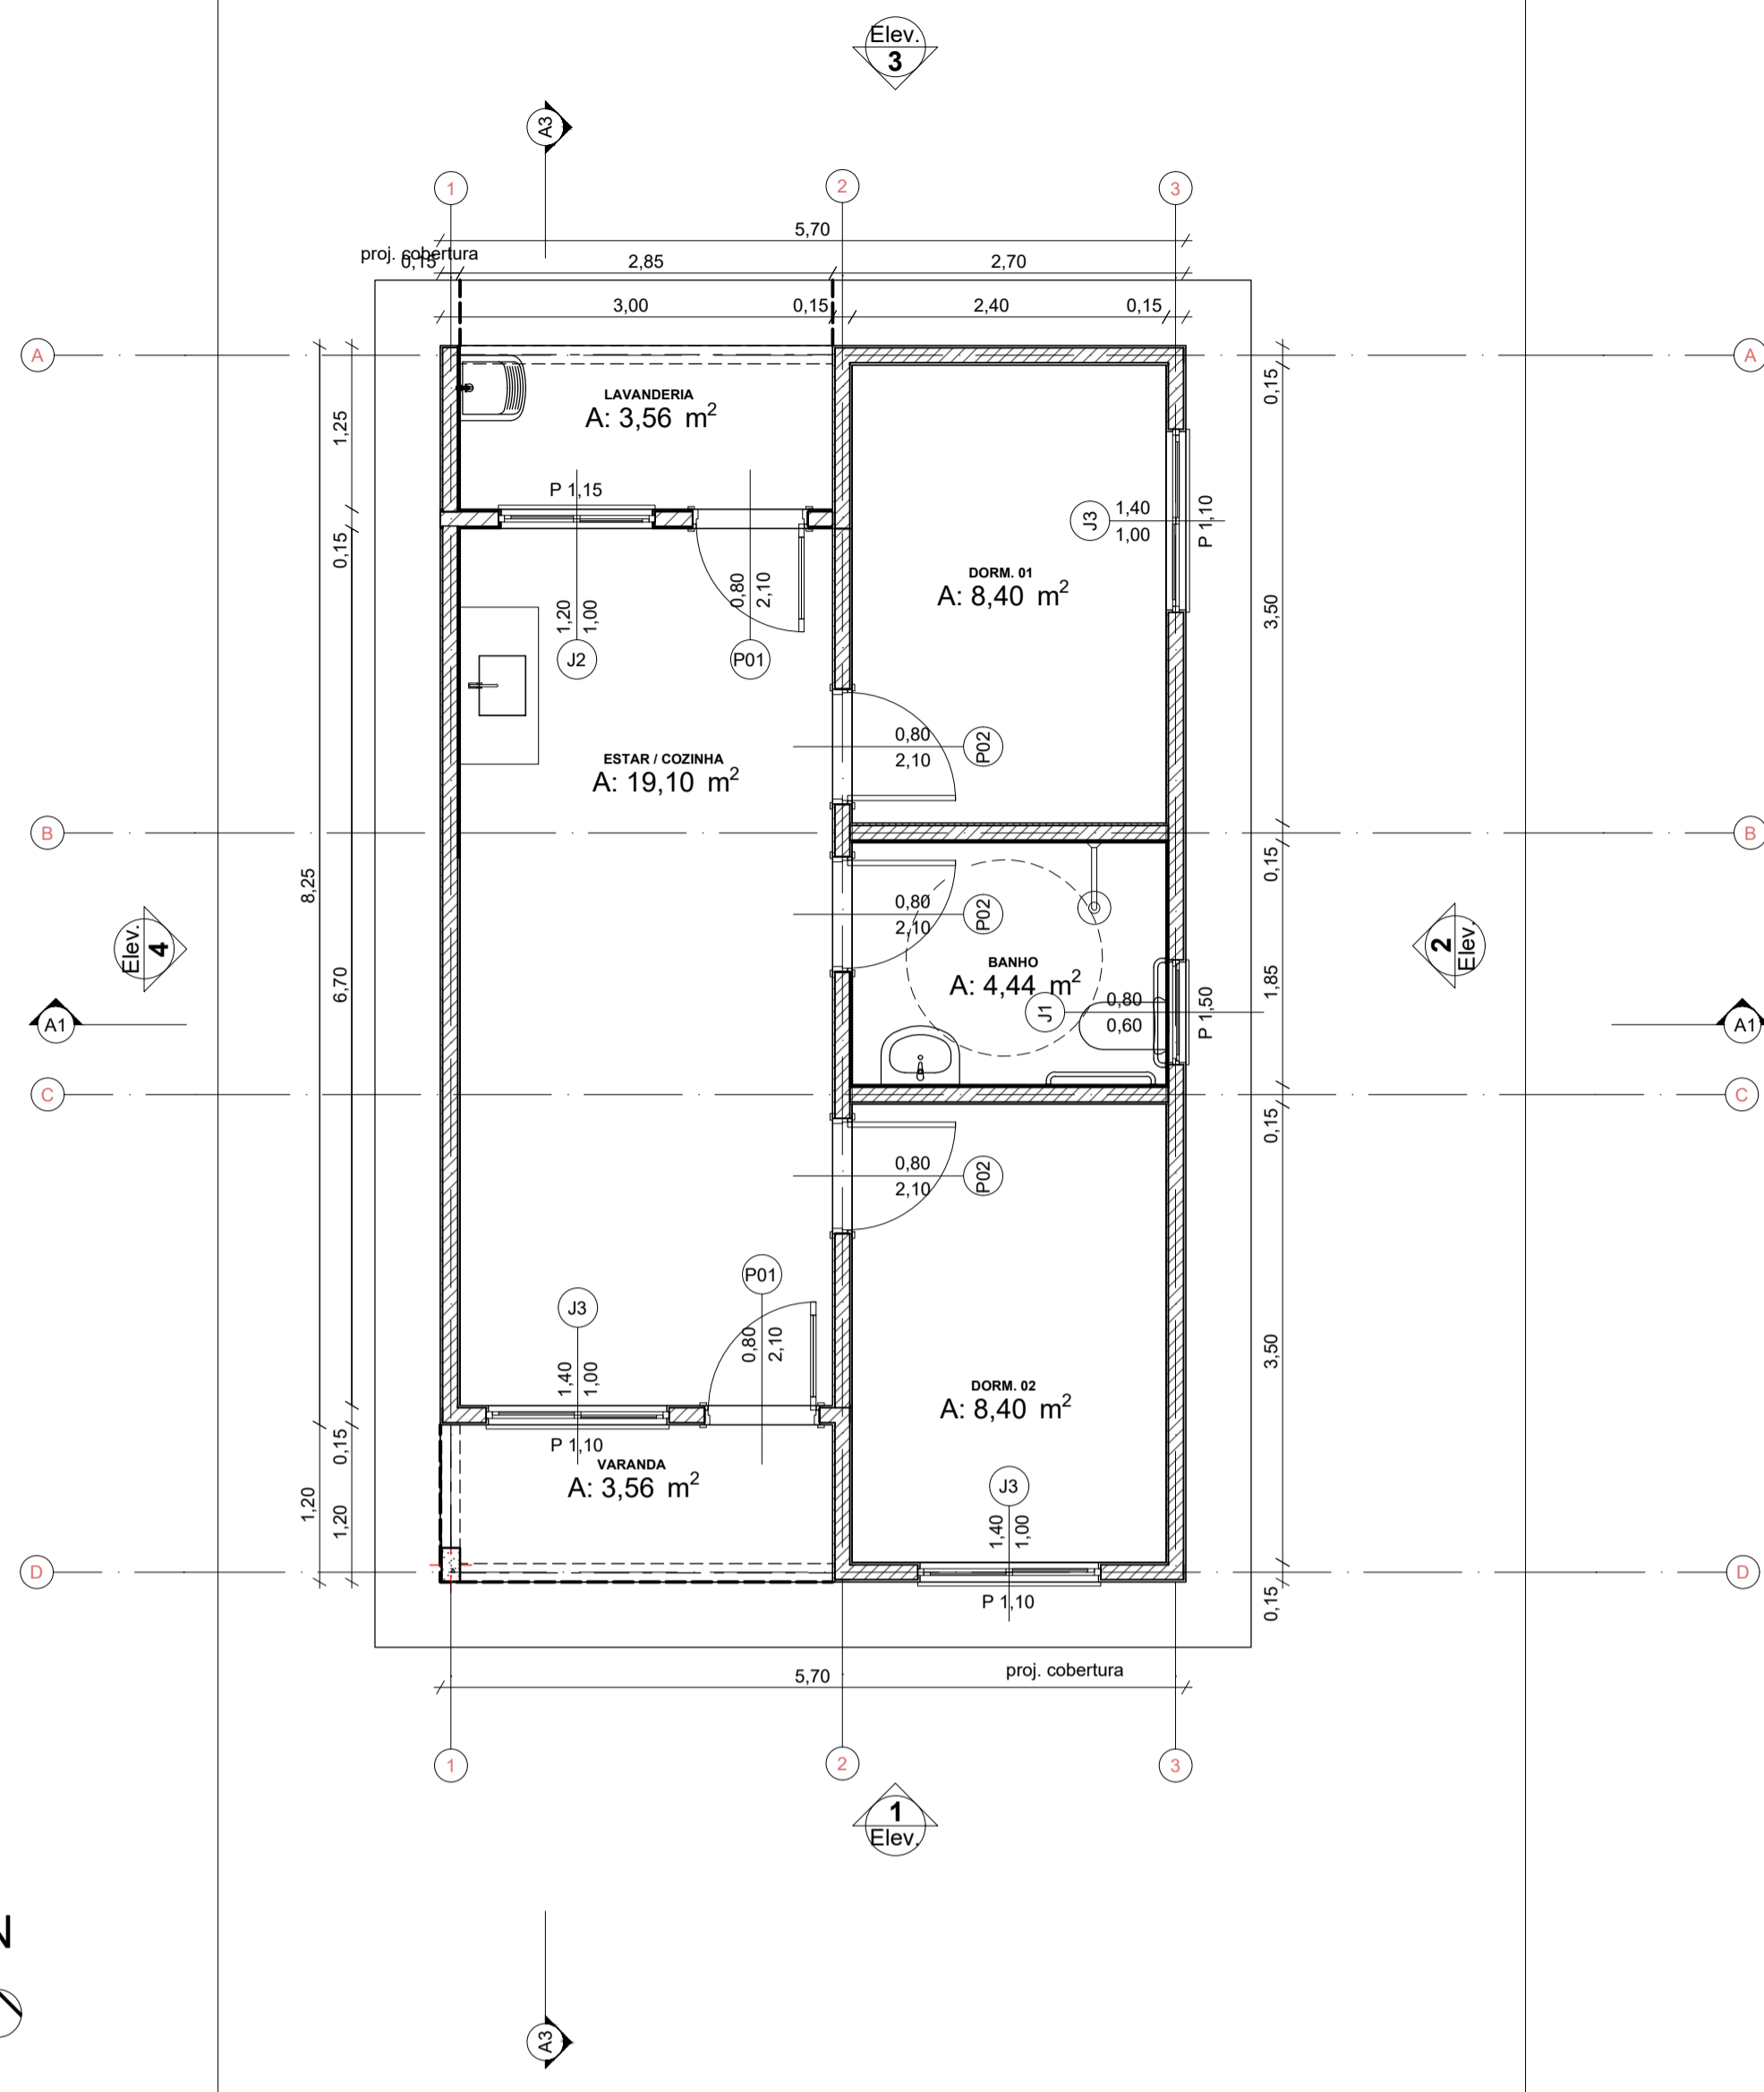 Elev.
3
A3
1
2
3
5,70
proj. cobertura
0,15
2,85
2,70
3,00
0,15
2,40
0,15
A
A
LAVANDERIA
A: 3,56 m²
1,25
0,15
0,15
P 1,15
J3
1,40
1,00
P 1,10
DORM. 01
A: 8,40 m²
0,80
2,10
1,20
1,00
3,50
J2
P01
0,80
2,10
P02
ESTAR / COZINHA
A: 19,10 m²
B
B
8,25
0,15
0,80
2,10
P02
Elev.
4
2
Elev.
BANHO
A: 4,44 m²
6,70
1,85
J1
0,80
0,60
P 1,50
A1
A1
C
C
0,15
0,80
2,10
P02
P01
J3
0,80
2,10
1,40
1,00
3,50
DORM. 02
A: 8,40 m²
P 1,10
0,15
VARANDA
A: 3,56 m²
J3
1,20
1,20
1,40
1,00
D
D
P 1,10
0,15
proj. cobertura
5,70
1
2
3
1
Elev.
A3